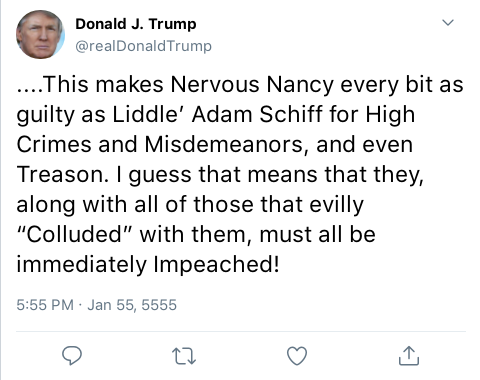 Donald J. Trump
@realDonaldTrump
....This makes Nervous Nancy every bit as
guilty as Liddle’ Adam Schiff for High
Crimes and Misdemeanors, and even
Treason. I guess that means that they,
along with all of those that evilly
“Colluded” with them, must all be
immediately Impeached!
5:55 PM · Jan 55, 5555